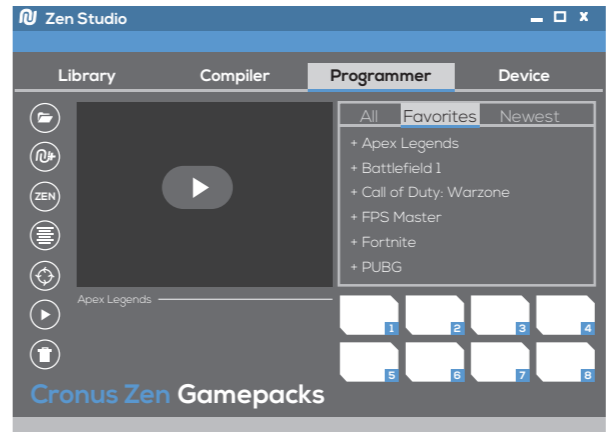 Zen Studio
Library Compiler Programmer Device
All Favorites Newest
+ Apex Legends
+ Battlefield 1
+ Call of Duty: Warzone
+ FPS Master
+ Fortnite
+ PUBG
ZEN
Apex Legends
1 2 3 4
5 6 7 8
Cronus Zen Gamepacks